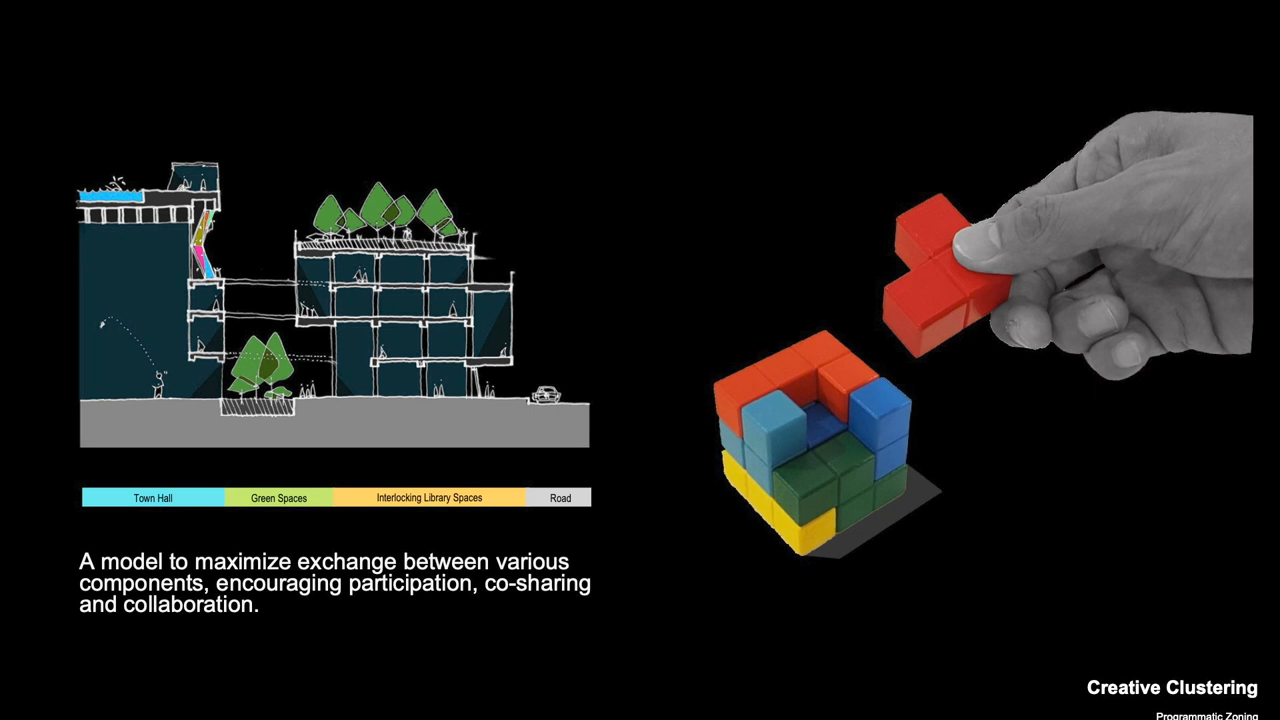 Town Hall
Green Spaces
Interlocking Library Spaces
Road
A model to maximize exchange between various
components, encouraging participation, co-sharing
and collaboration.
Creative Clustering
Programmatic Zoning